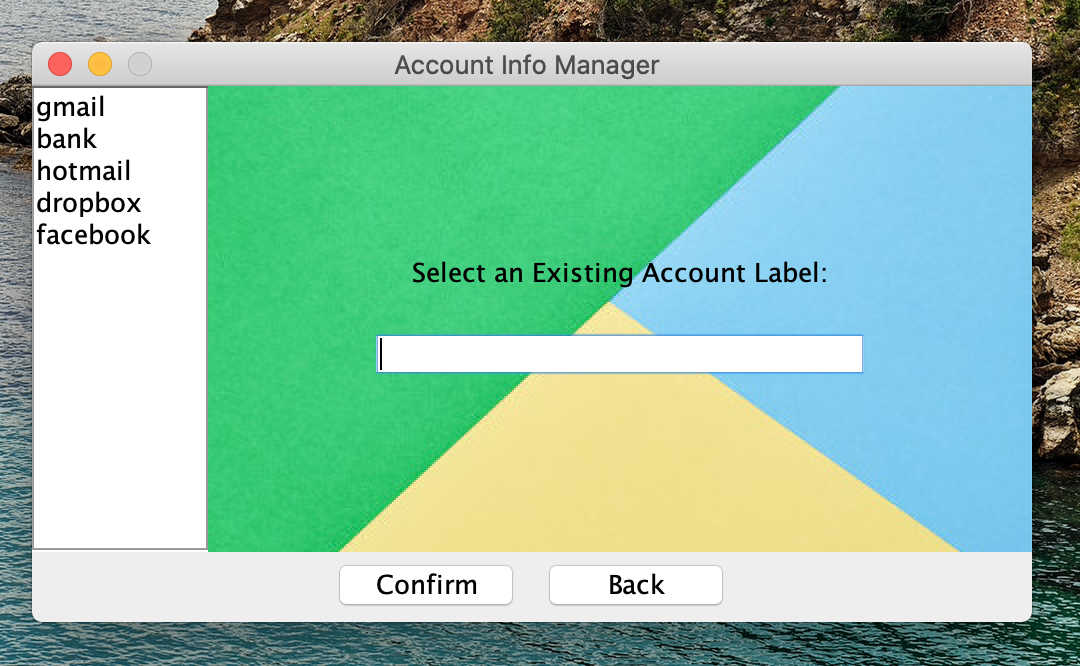 Account Info Manager
gmail
bank
hotmail
dropbox
facebook
Select an Existing Account Label:
Confirm
Back